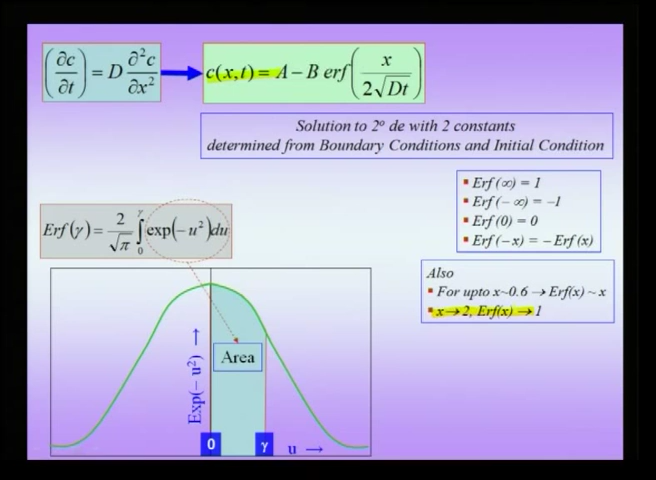 (∂c/∂t) = D ∂²c/∂x²
c(x,t) = A − B erf(x/2√Dt)
Solution to 2º de with 2 constants
determined from Boundary Conditions and Initial Condition
▪ Erf (∞) = 1
▪ Erf (− ∞) = −1
▪ Erf (0) = 0
▪ Erf (−x) = − Erf (x)
Erf (γ) = 2/√π ∫₀^γ exp(−u²)du
Also
▪ For upto x~0.6 → Erf(x) ~ x
▪ x→2, Erf(x) → 1
Exp(− u²) →
Area
0
γ
u →